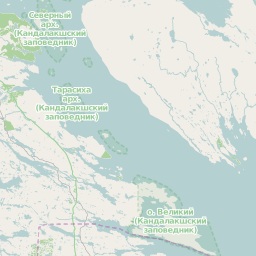 Северный
арх.
(Кандалакшский
заповедник)
Тарасиха
арх.
(Кандалакшский
заповедник)
о. Великий
(Кандалакшский
заповедник)